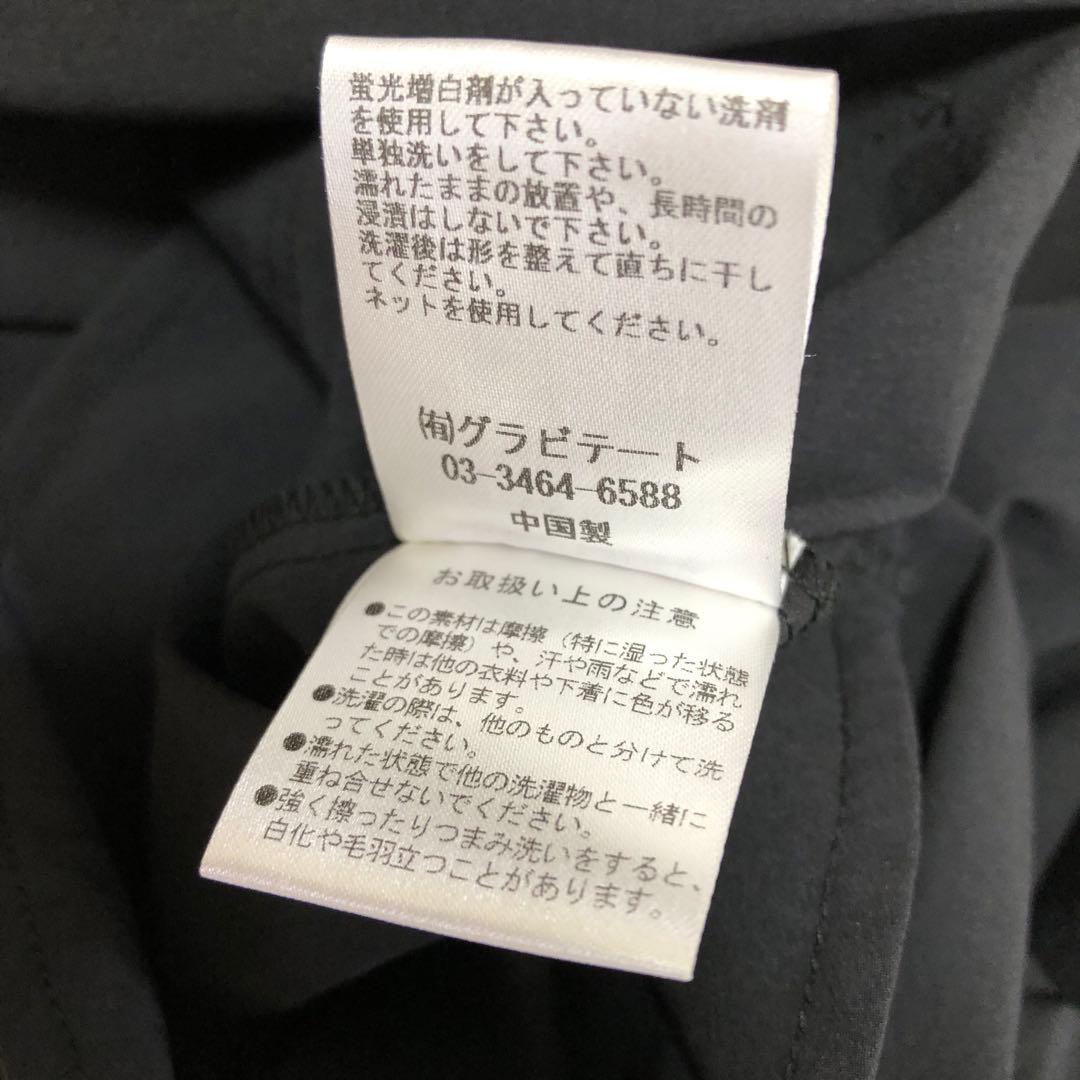 蛍光増白剤が入っていない洗剤
を使用して下さい。
単独洗いをして下さい。
濡れたままの放置や、長時間の
浸漬はしないで下さい。
洗濯後は形を整えて直ちに干し
てください。
ネットを使用してください。
㈲グラビテート
03-3464-6588
中国製
お取扱い上の注意
●この素材は摩擦（特に湿った状態
での摩擦）や、汗や雨などで濡れ
た時は他の衣料や下着に色が移る
ことがあります。
●洗濯の際は、他のものと分けて洗
ってください。
●濡れた状態で他の洗濯物と一緒に
重ね合せないでください。
●強く擦ったりつまみ洗いをすると、
白化や毛羽立つことがあります。